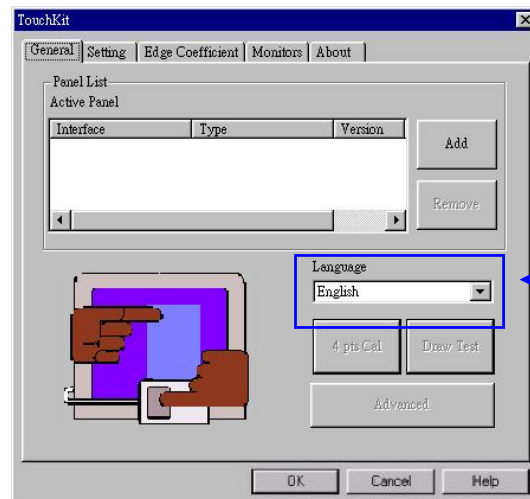 TouchKit
General Setting Edge Coefficient Monitors About
Panel List
Active Panel
Interface Type Version
Add
Remove
Language
English
4 pts Cal Draw Test
Advanced
OK Cancel Help